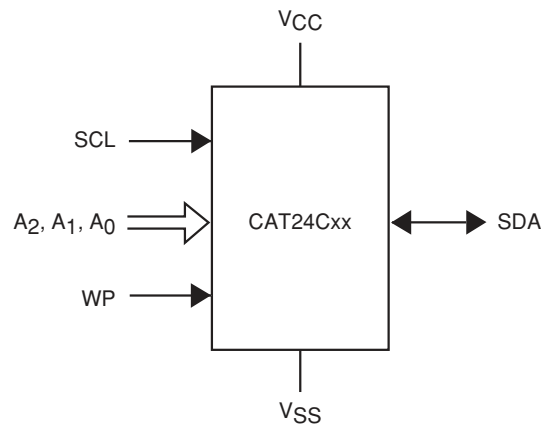 VCC
SCL
A2, A1, A0
CAT24Cxx
SDA
WP
VSS